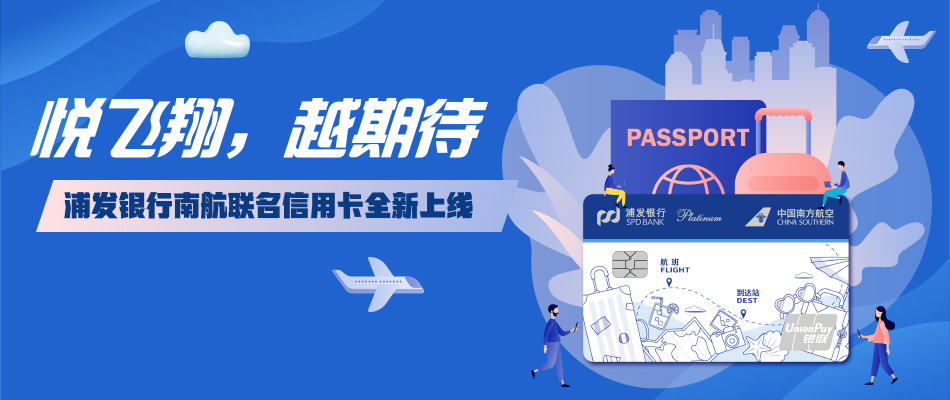 悦飞翔，越期待
浦发银行南航联名信用卡全新上线
PASSPORT
浦发银行
SPD BANK
Platinum
中国南方航空
CHINA SOUTHERN
航班
FLIGHT
到达站
DEST
UnionPay
银联